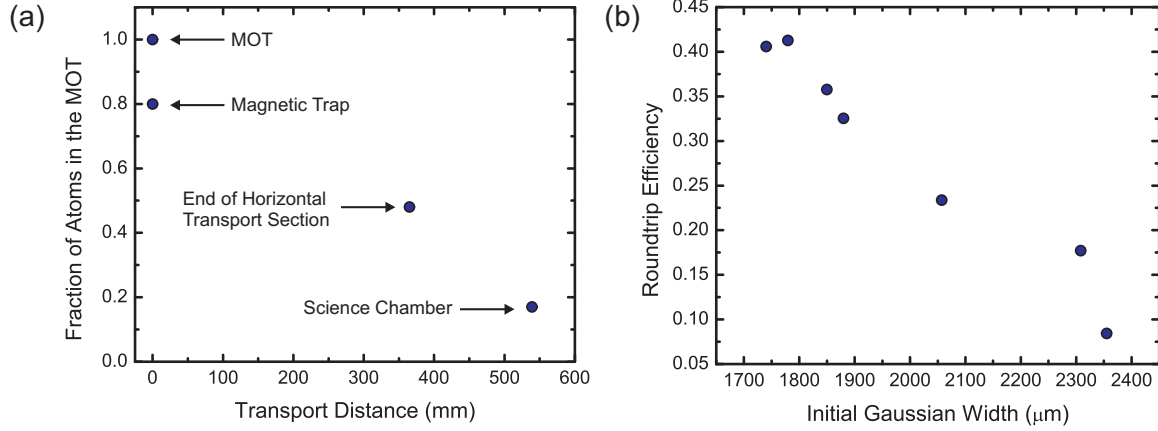 (a)
1.0
0.8
0.6
0.4
0.2
0.0
Fraction of Atoms in the MOT
MOT
Magnetic Trap
End of Horizontal
Transport Section
Science Chamber
0 100 200 300 400 500 600
Transport Distance (mm)
(b)
0.45
0.40
0.35
0.30
0.25
0.20
0.15
0.10
0.05
Roundtrip Efficiency
1700 1800 1900 2000 2100 2200 2300 2400
Initial Gaussian Width (μm)